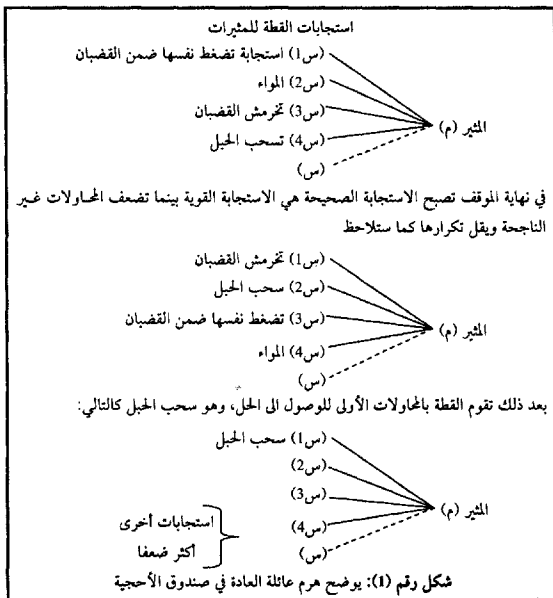 استجابات القطة للمثيرات
(س1) استجابة تضغط نفسها ضمن القضبان
(س2) المواء
(س3) تخرمش القضبان
المثير (م)
(س4) تسحب الحبل
(س)
في نهاية الموقف تصبح الاستجابة الصحيحة هي الاستجابة القوية بينما تضعف المحاولات غير
الناجحة ويقل تكرارها كما ستلاحظ
(س1) تخرمش القضبان
(س2) سحب الحبل
(س3) تضغط نفسها ضمن القضبان
المثير (م)
(س4) المواء
(س)
بعد ذلك تقوم القطة بالمحاولات الأولى للوصول الى الحل، وهو سحب الحبل كالتالي:
(س1) سحب الحبل
(س2)
(س3)
المثير (م)
(س4)
استجابات أخرى
(س)
أكثر ضعفا
شكل رقم (1): يوضح هرم عائلة العادة في صندوق الأحجية